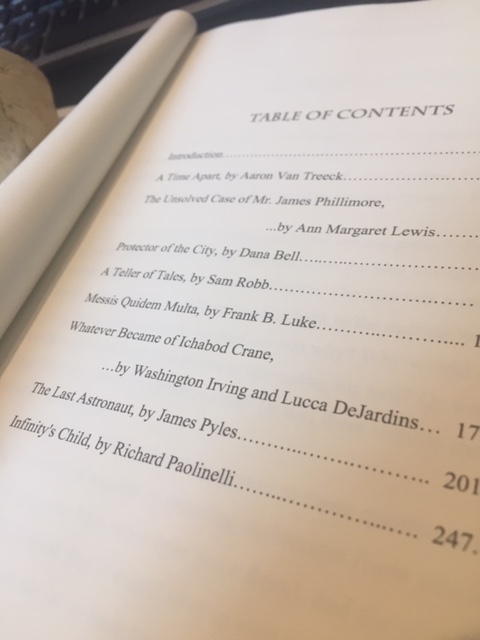 TABLE OF CONTENTS
Introduction...........................................................
A Time Apart, by Aaron Van Treeck............................
The Unsolved Case of Mr. James Phillimore,
...by Ann Margaret Lewis.......
Protector of the City, by Dana Bell.................................
A Teller of Tales, by Sam Robb.......................................
Messis Quidem Multa, by Frank B. Luke........................... 1
Whatever Became of Ichabod Crane,
...by Washington Irving and Lucca DeJardins... 17
The Last Astronaut, by James Pyles.............................. 201
Infinity's Child, by Richard Paolinelli............................ 247.